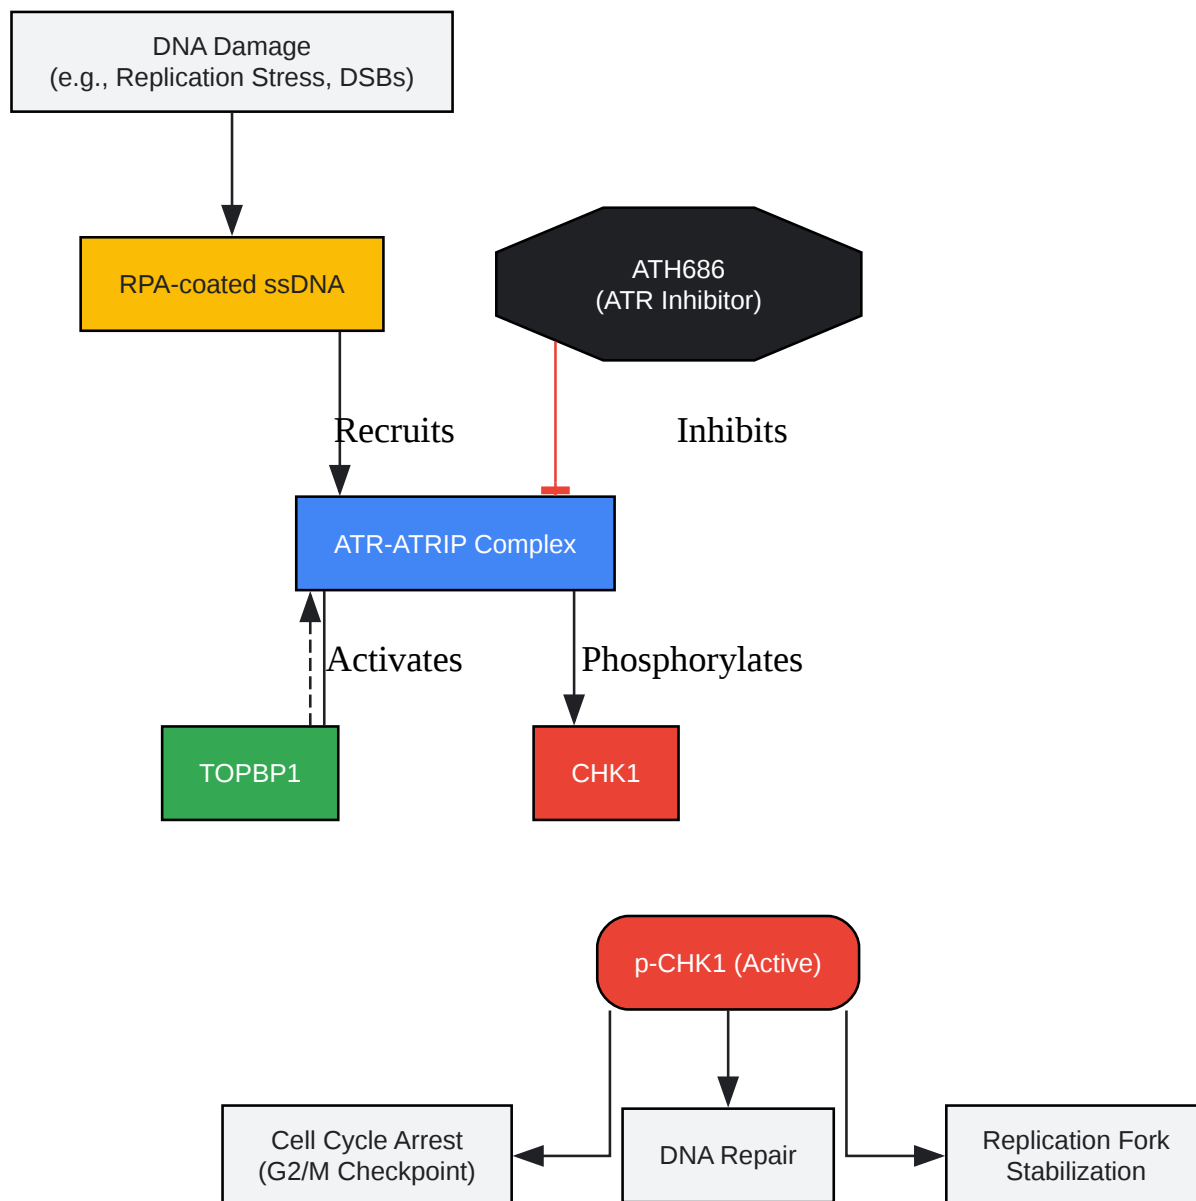 DNA Damage
(e.g., Replication Stress, DSBs)
RPA-coated ssDNA
ATH686
(ATR Inhibitor)
Recruits
Inhibits
ATR-ATRIP Complex
Activates
Phosphorylates
TOPBP1
CHK1
p-CHK1 (Active)
Cell Cycle Arrest
(G2/M Checkpoint)
DNA Repair
Replication Fork
Stabilization